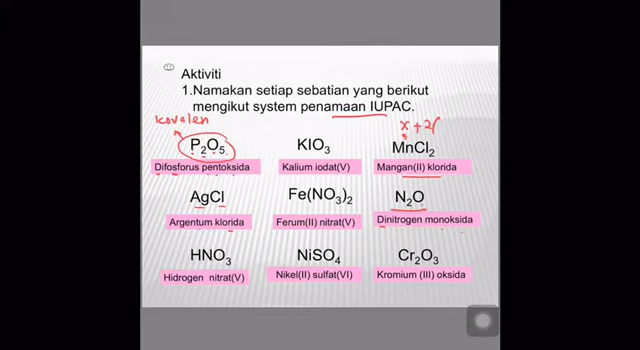 Aktiviti
1.Namakan setiap sebatian yang berikut
mengikut system penamaan IUPAC.
kovalen
x + 2(
P₂O₅
KIO₃
MnCl₂
Difosforus pentoksida
Kalium iodat(V)
Mangan(II) klorida
AgCl
Fe(NO₃)₂
N₂O
Argentum klorida
Ferum(II) nitrat(V)
Dinitrogen monoksida
HNO₃
NiSO₄
Cr₂O₃
Hidrogen nitrat(V)
Nikel(II) sulfat(VI)
Kromium (III) oksida